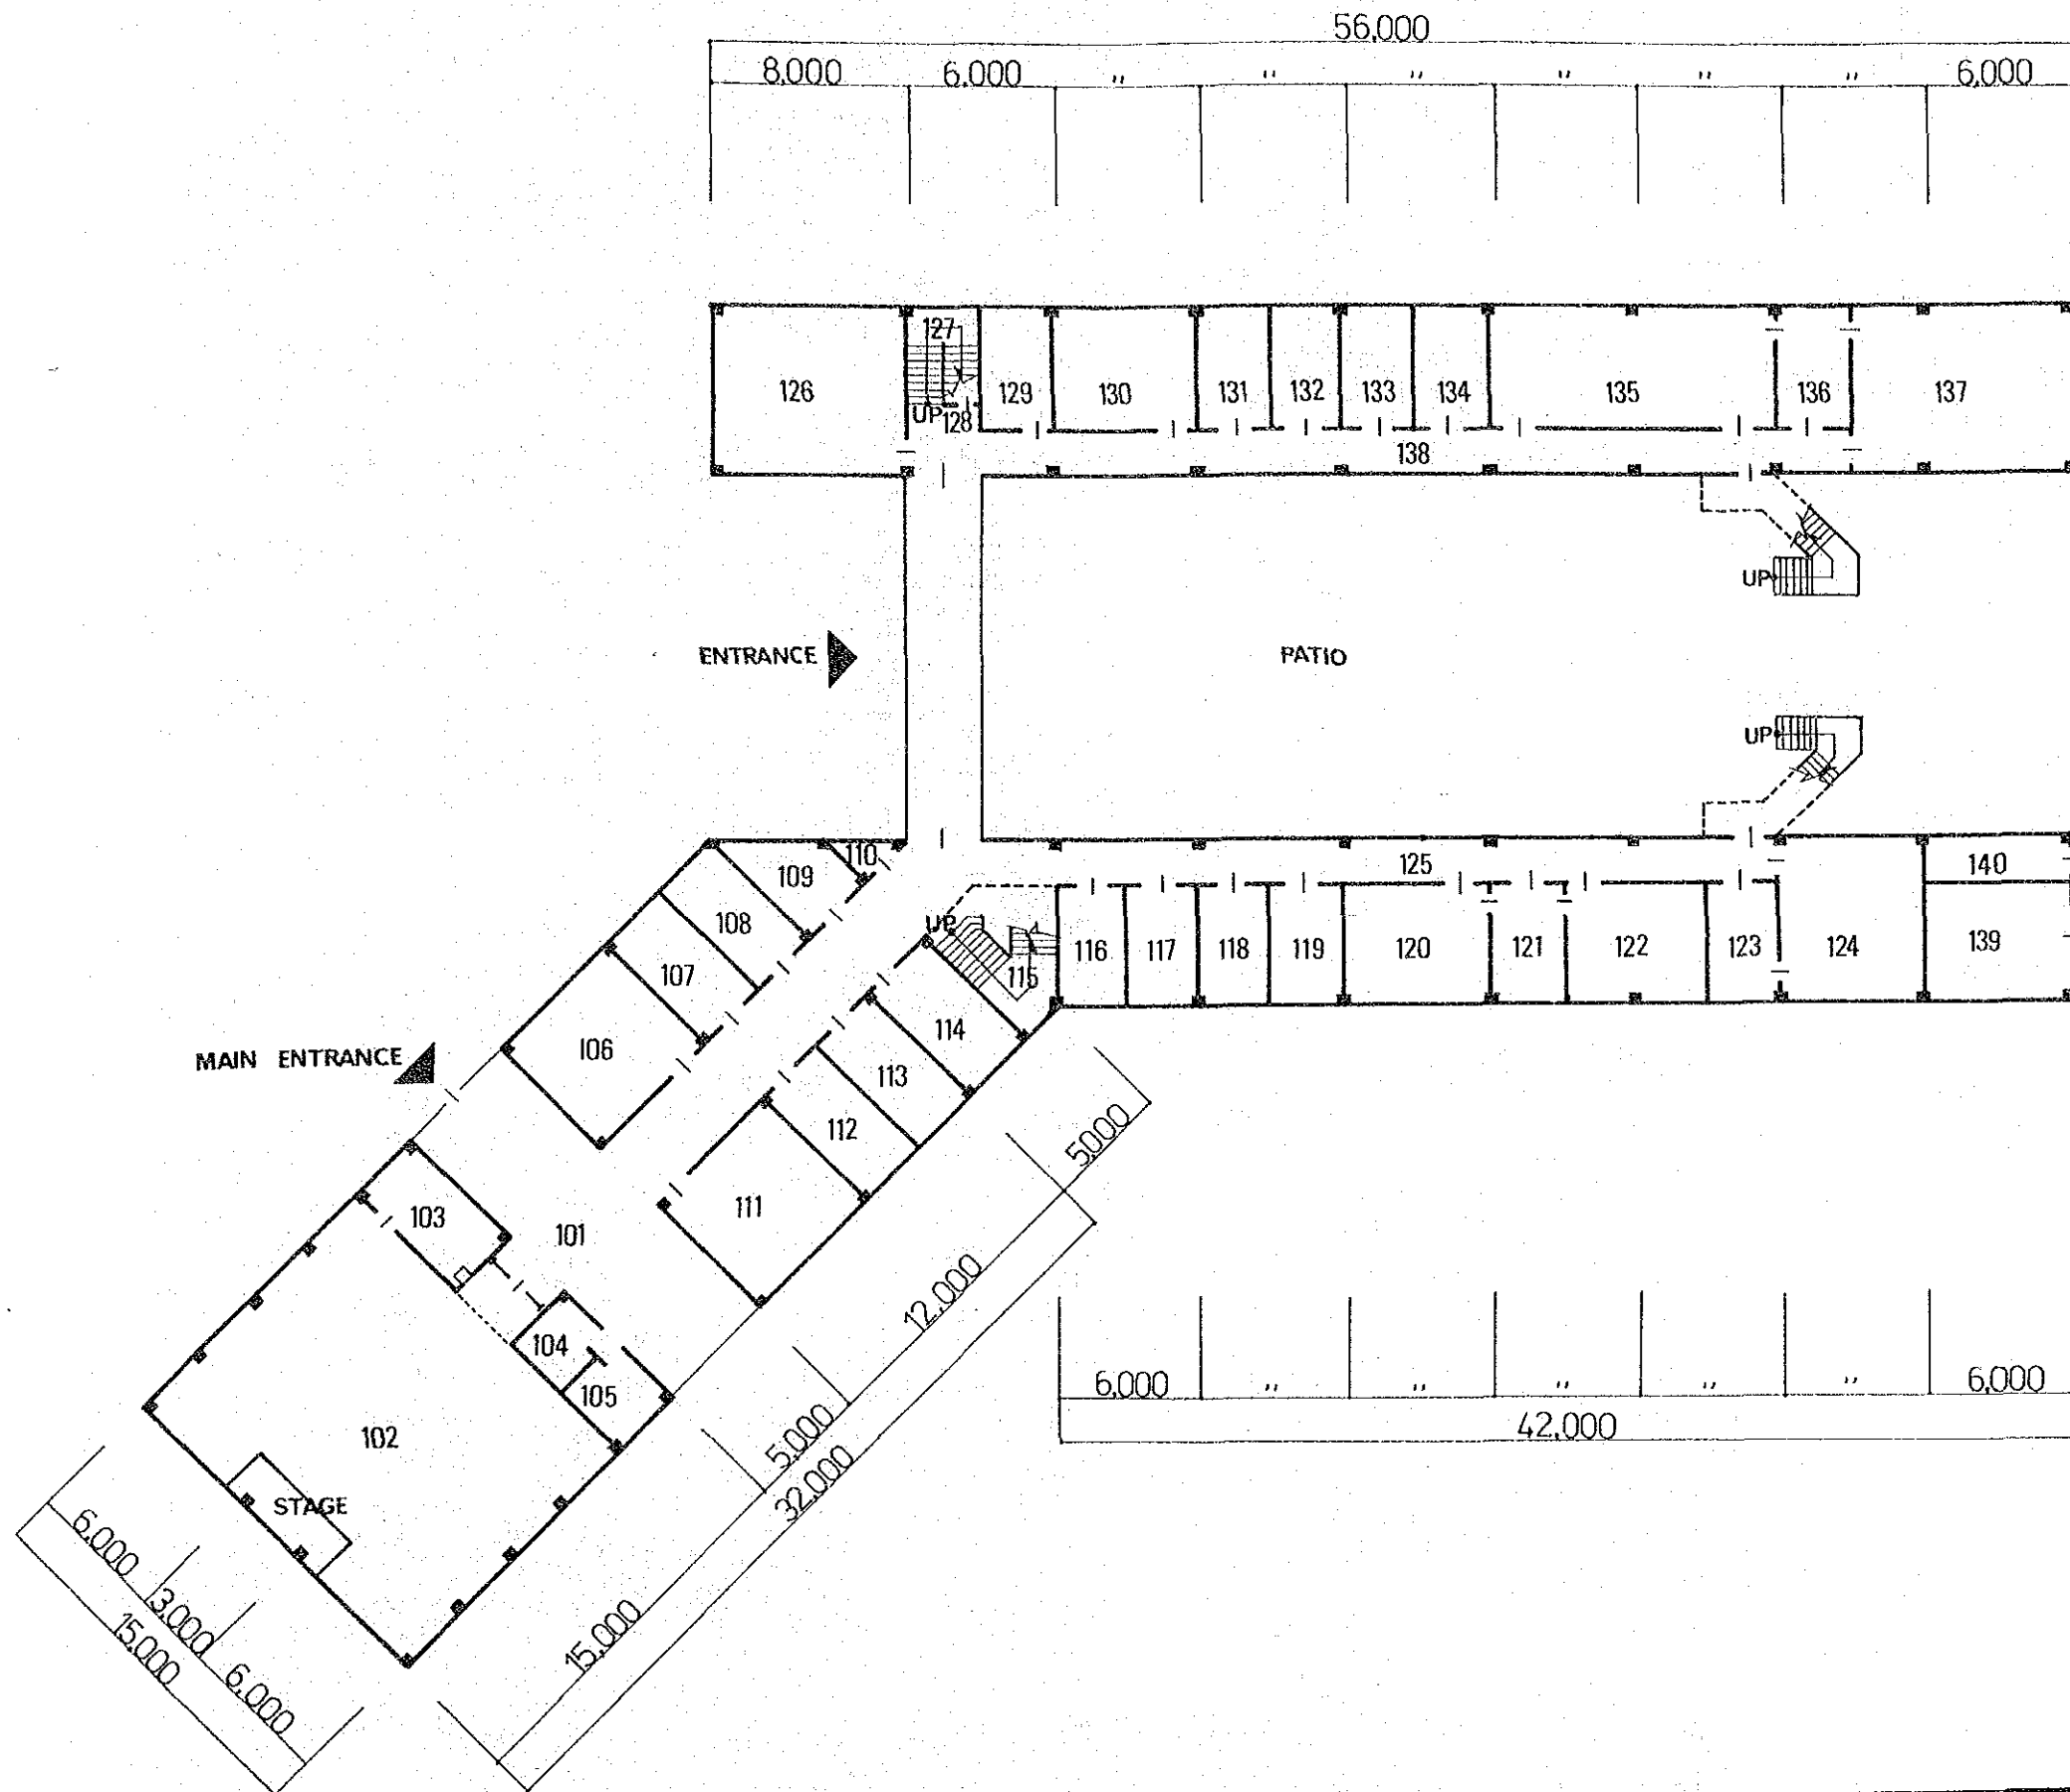 56,000
8,000 6,000 ,, ,, ,, ,, ,, ,, 6,000
127
126 129 130 131 132 133 134 135 136 137
UP 128
138
UP
ENTRANCE PATIO
UP
110
109 125 140
108 UP
116 117 118 119 120 121 122 123 124 139
107 115
114
106
MAIN ENTRANCE
113
112 5000
111
103
101
12,000
104
6,000 ,, ,, ,, ,, ,, 6,000
105
42,000
102
5,000
32,000
STAGE
6,000
3,000
15,000
15,000
6,000